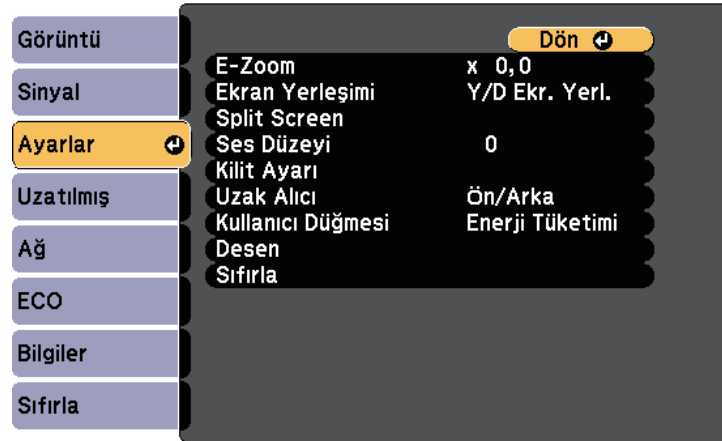 Görüntü
Sinyal
Ayarlar
Uzatılmış
Ağ
ECO
Bilgiler
Sıfırla
Dön
E-Zoom x 0,0
Ekran Yerleşimi Y/D Ekr. Yerl.
Split Screen
Ses Düzeyi 0
Kilit Ayarı
Uzak Alıcı Ön/Arka
Kullanıcı Düğmesi Enerji Tüketimi
Desen
Sıfırla